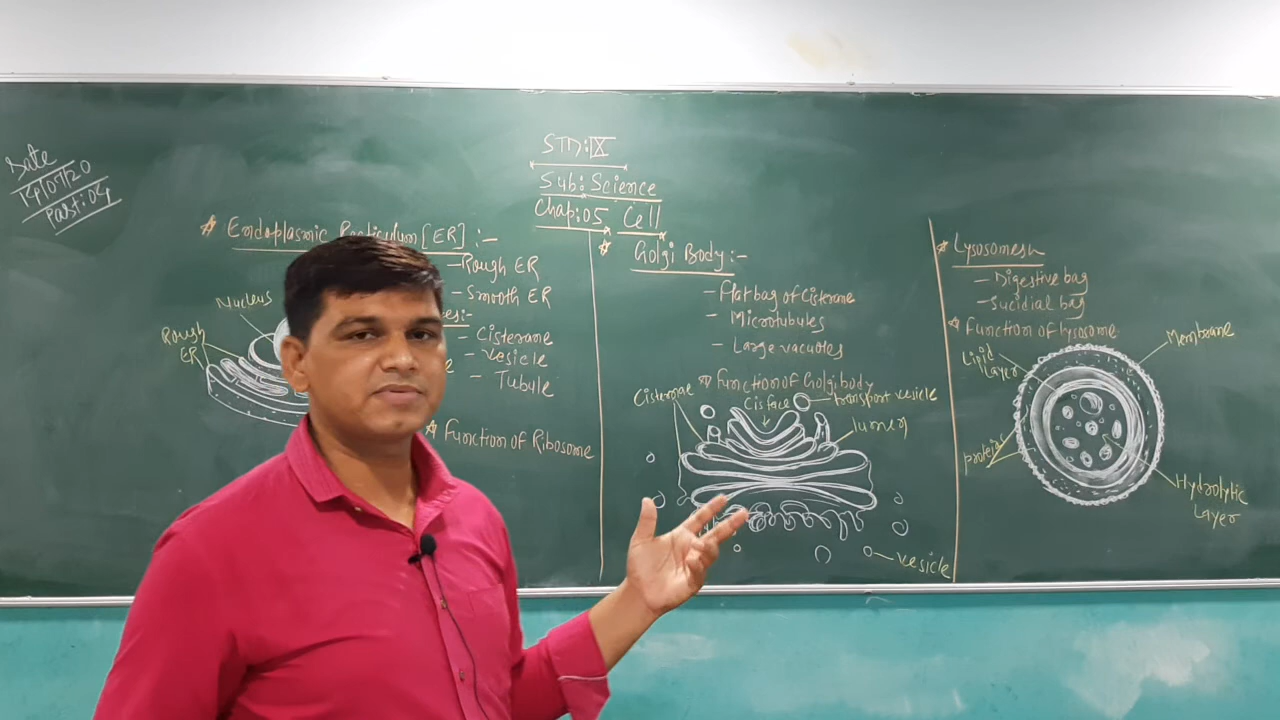 Date
14/07/20
Part:04
STD:IX
Sub: Science
Chap:05 Cell
* Endoplasmic Reticulum [ER] :-
- Rough ER
- Smooth ER
- Cisternae
- Vesicle
- Tubule
Nucleus
Rough
ER
* Function of Ribosome
* Golgi Body:-
- Flat bag of Cisterane
- Microtubules
- Large vacuoles
* Function of Golgi body
Cisternae
Cis face
transport vesicle
lumen
vesicle
* Lysosomesh
- Digestive bag
- Suicidial bag
* Function of lysosome
Membrane
Lipid
Layer
protein
Hydrolytic
Layer